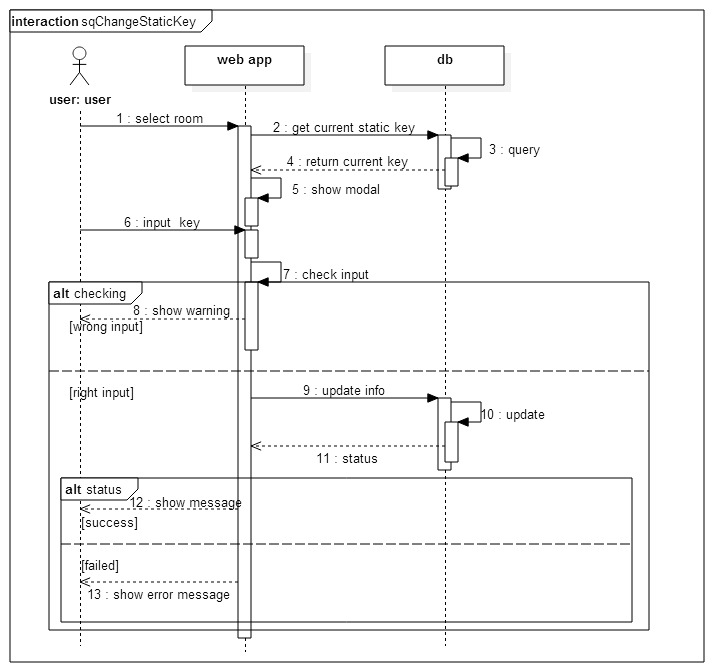 interaction sqChangeStaticKey
web app
db
user: user
1 : select room
2 : get current static key
3 : query
4 : return current key
5 : show modal
6 : input key
7 : check input
alt checking
8 : show warning
[wrong input]
[right input]
9 : update info
10 : update
11 : status
alt status
12 : show message
[success]
[failed]
13 : show error message